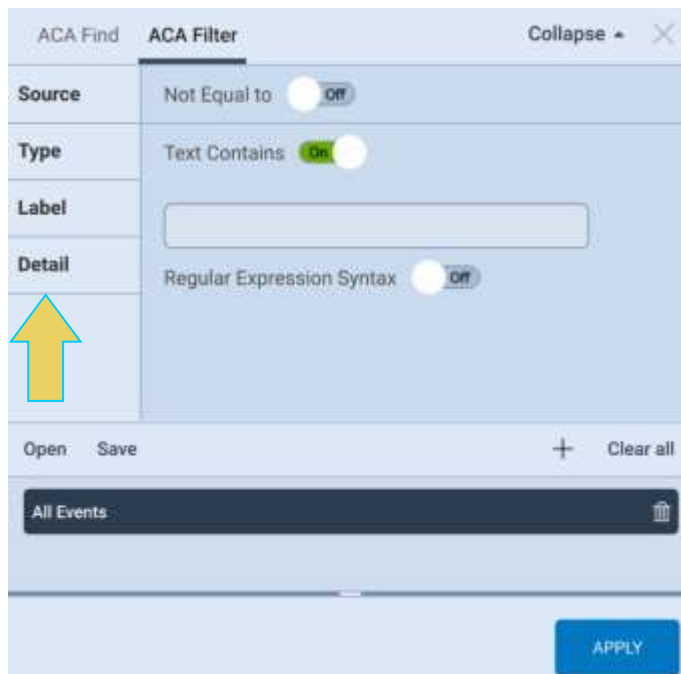 ACA Find ACA Filter Collapse
Source Not Equal to Off
Type Text Contains On
Label
Detail
Regular Expression Syntax Off
Open Save + Clear all
All Events
APPLY